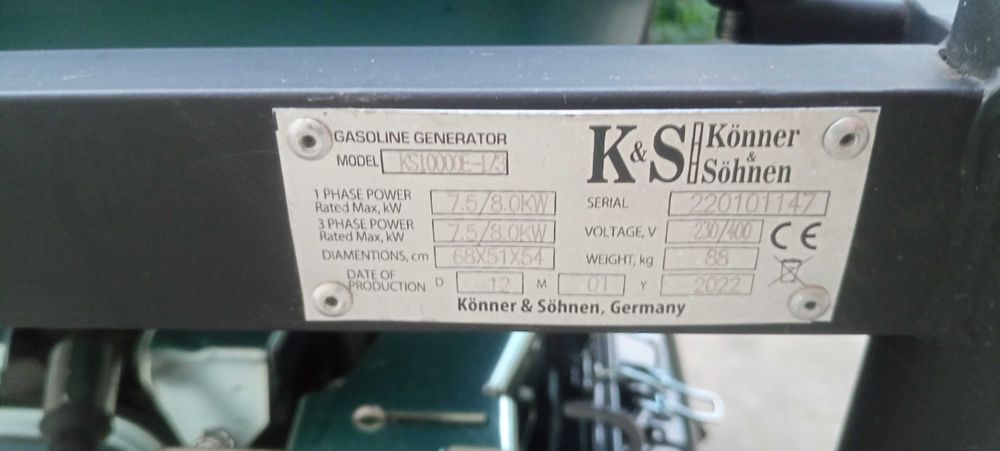 GASOLINE GENERATOR
MODEL KS10000E-1/3
1 PHASE POWER
Rated Max, kW 7.5/8.0KW
3 PHASE POWER
Rated Max, kW 7.5/8.0KW
DIAMENTIONS, cm 68X51X54
DATE OF
PRODUCTION D 12 M 01 Y 2022
K&S Könner
&
Söhnen
SERIAL 220101147
VOLTAGE, V 230/400 CE
WEIGHT, kg 88
Könner & Söhnen, Germany